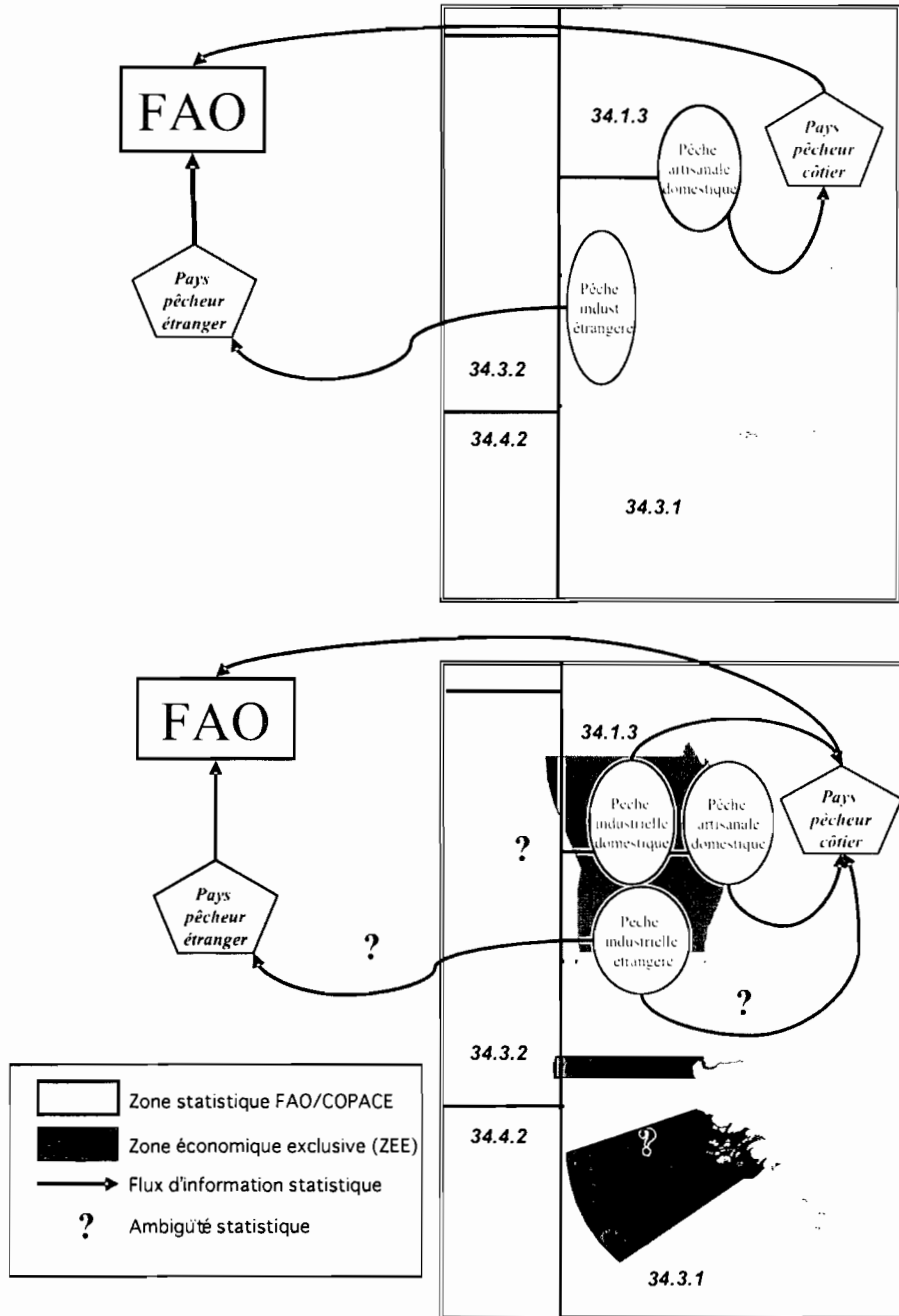 FAO
34.1.3
Pêche
artisanale
domestique
Pays
pêcheur
côtier
Pays
pêcheur
étranger
Pêche
indust
étrangère
34.3.2
34.4.2
34.3.1
FAO
34.1.3
Pêche
industrielle
domestique
Pêche
artisanale
domestique
Pays
pêcheur
côtier
?
Pays
pêcheur
étranger
?
Pêche
industrielle
étrangère
?
34.3.2
34.4.2
?
34.3.1
Zone statistique FAO/COPACE
Zone économique exclusive (ZEE)
Flux d'information statistique
? Ambigüté statistique